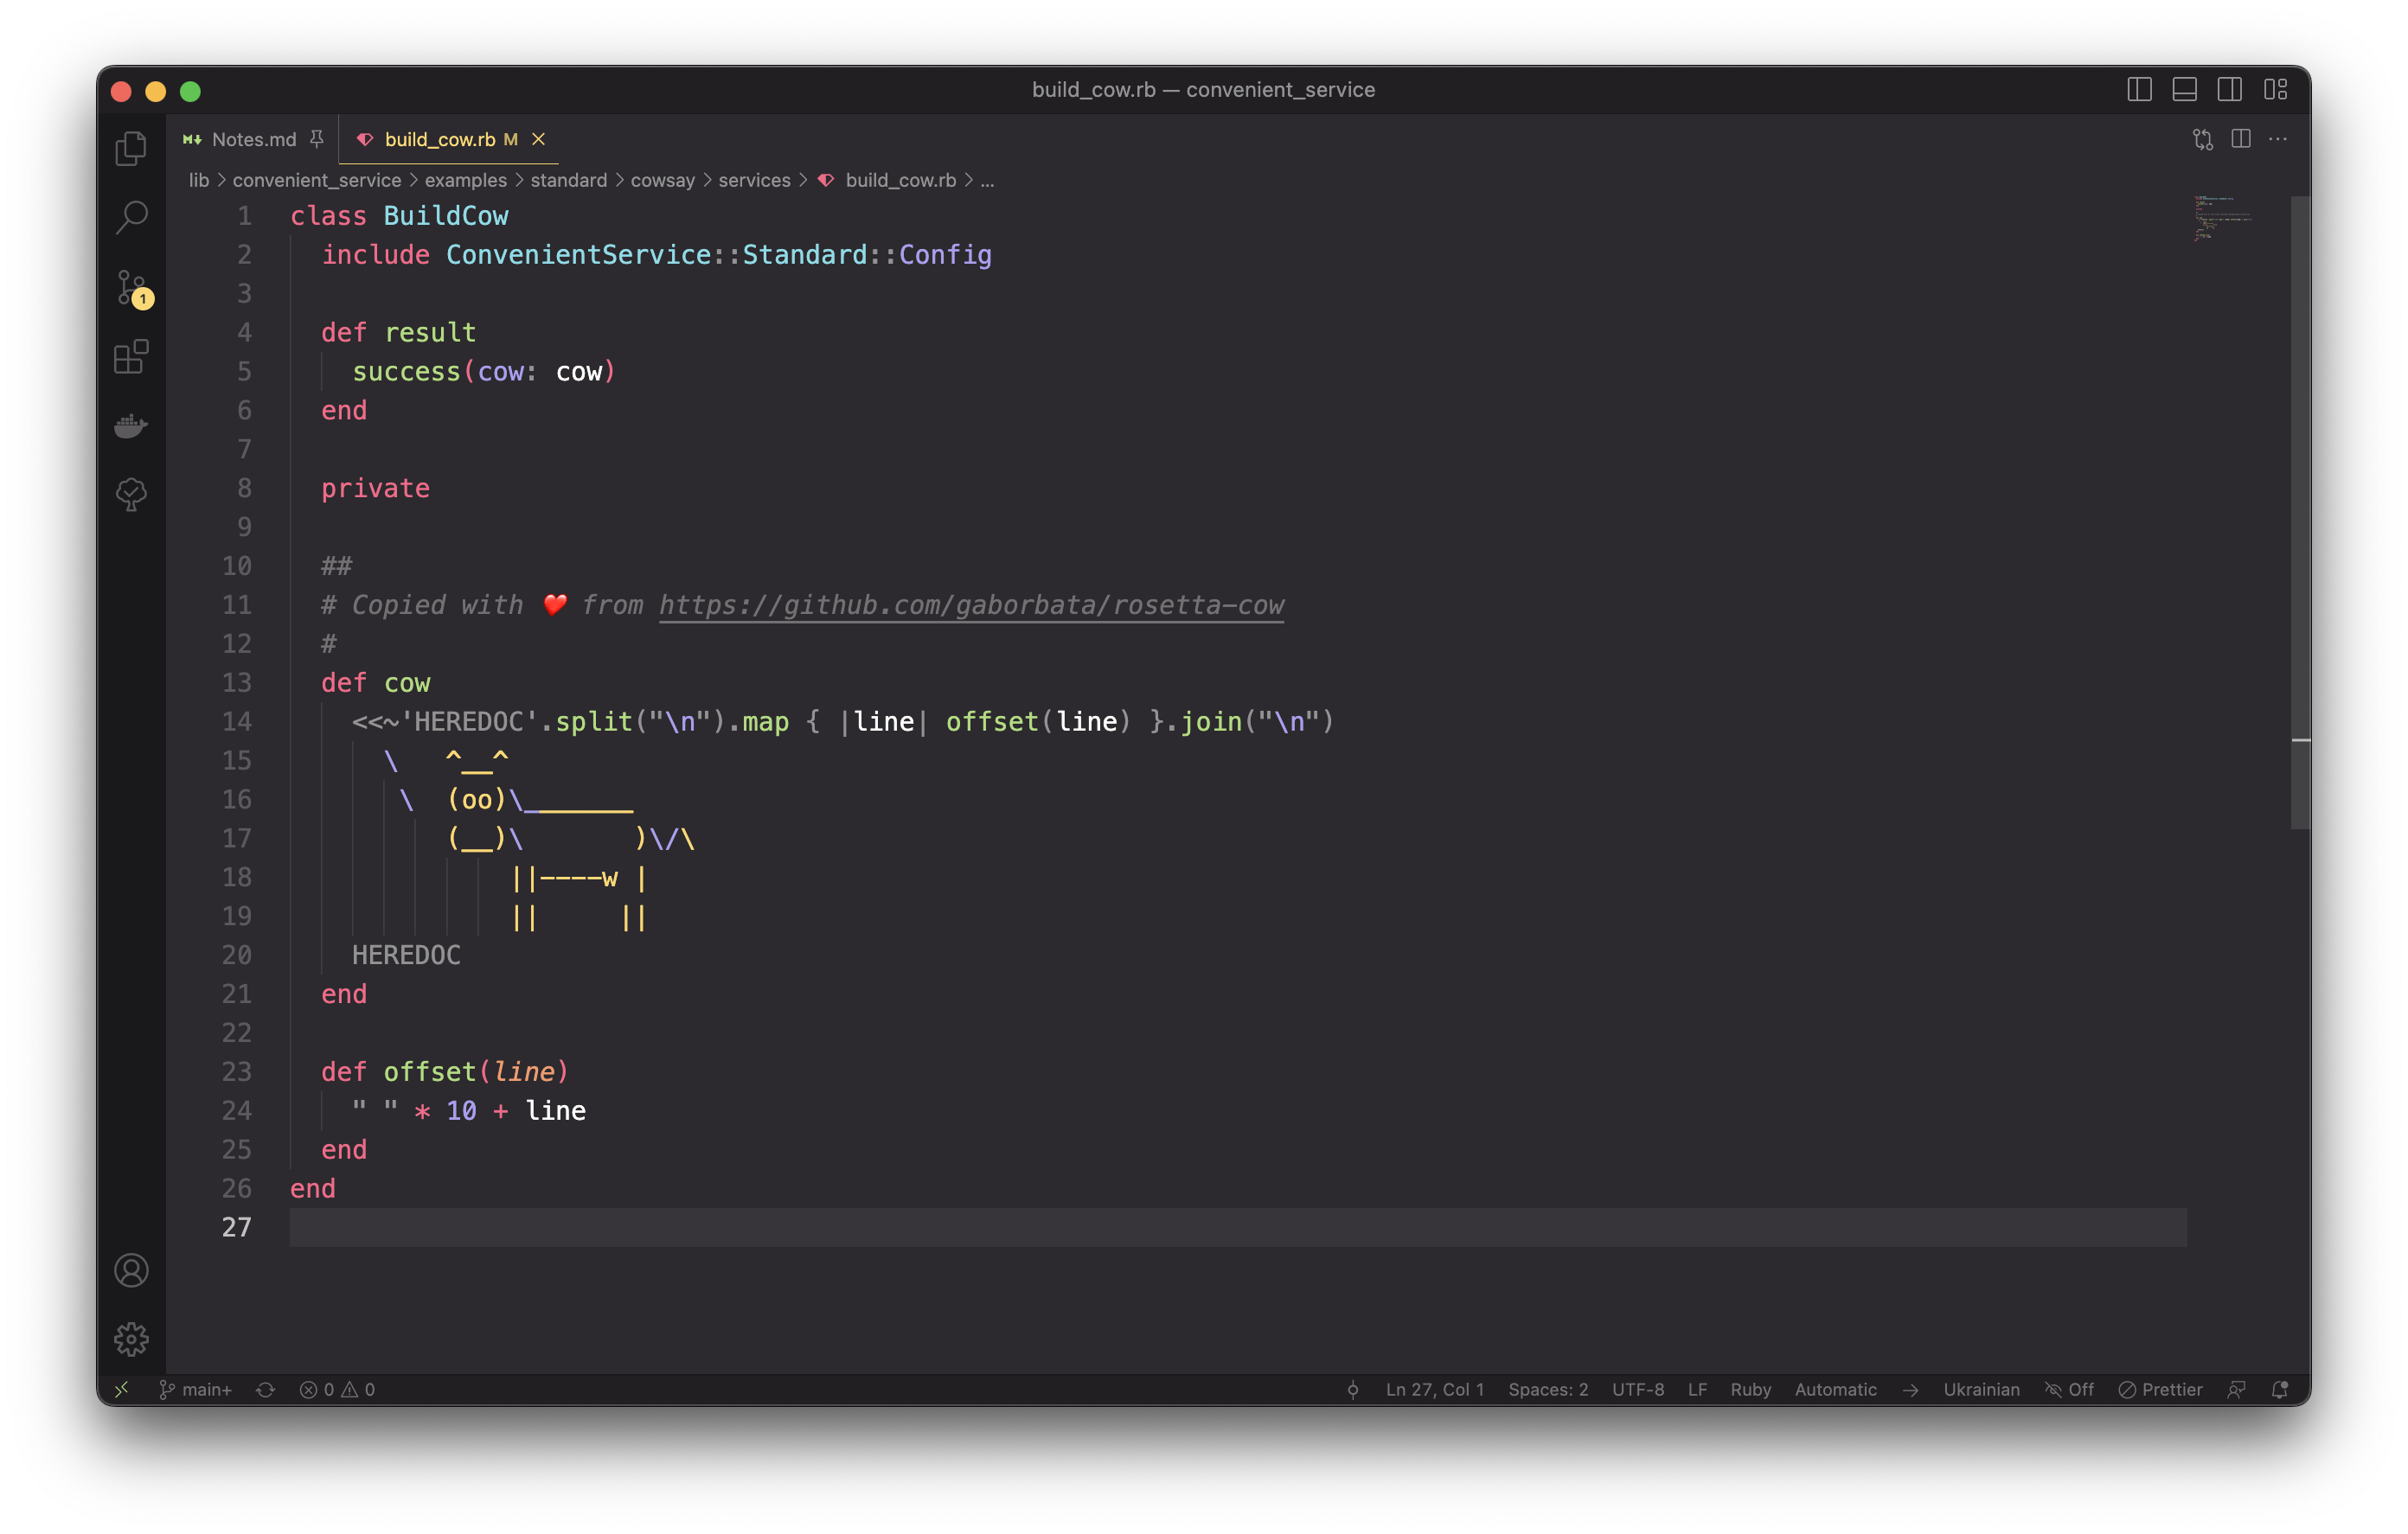 build_cow.rb — convenient_service
Notes.md build_cow.rb M
lib > convenient_service > examples > standard > cowsay > services > build_cow.rb > ...
1 class BuildCow
2   include ConvenientService::Standard::Config
3
4   def result
5     success(cow: cow)
6   end
7
8   private
9
10   ##
11   # Copied with ❤️ from https://github.com/gaborbata/rosetta-cow
12   #
13   def cow
14     <<~'HEREDOC'.split("\n").map { |line| offset(line) }.join("\n")
15       \   ^__^
16        \  (oo)\_______
17           (__)\       )\/\
18               ||----w |
19               ||     ||
20     HEREDOC
21   end
22
23   def offset(line)
24     " " * 10 + line
25   end
26 end
27
1
main+ 0 0 Ln 27, Col 1 Spaces: 2 UTF-8 LF Ruby Automatic Ukrainian Off Prettier